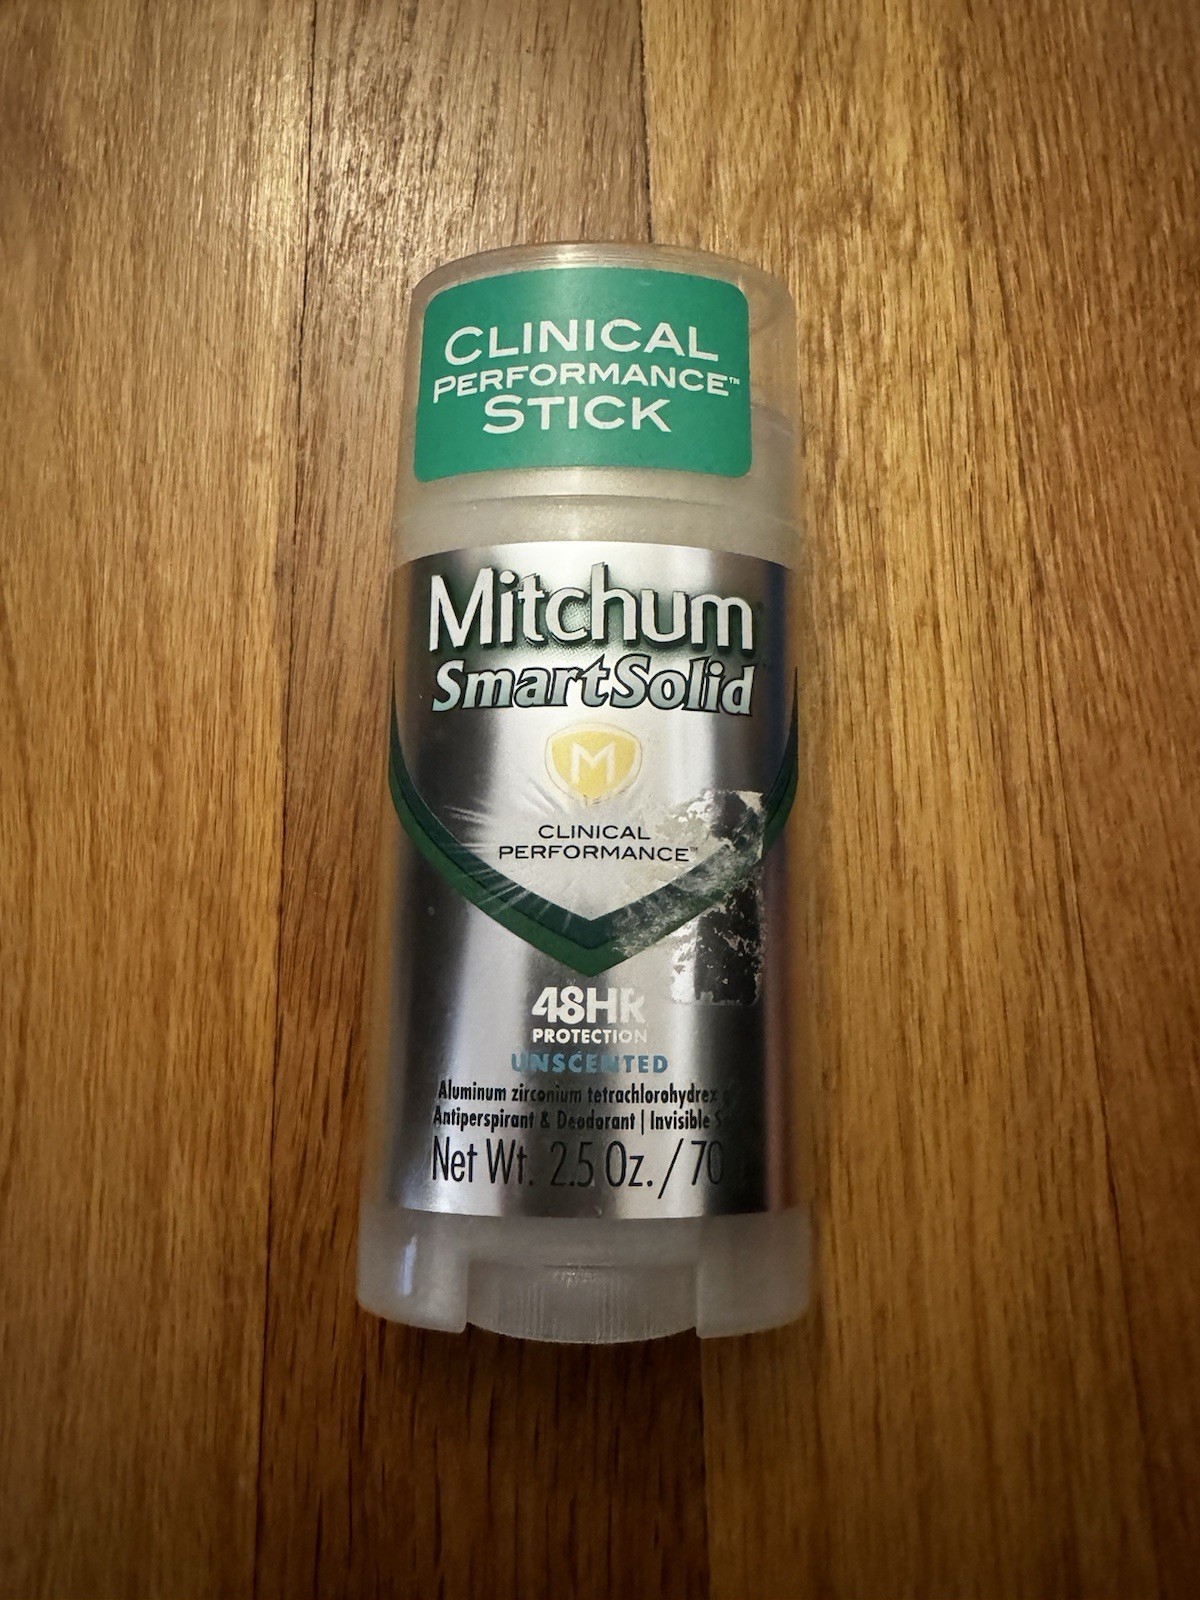 CLINICAL
PERFORMANCE™
STICK
Mitchum
SmartSolid™
M
CLINICAL
PERFORMANCE™
48HR
PROTECTION
UNSCENTED
Aluminum zirconium tetrachlorohydrex
Antiperspirant & Deodorant | Invisible
Net Wt. 2.5 Oz. / 70